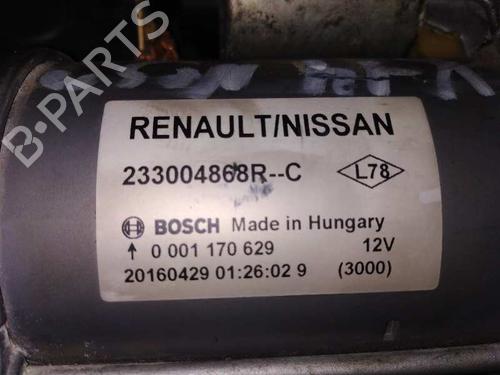 B-PARTS
RENAULT/NISSAN
233004868R--C L78
BOSCH Made in Hungary
↑ 0 001 170 629 12V
20160429 01:26:02 9 (3000)